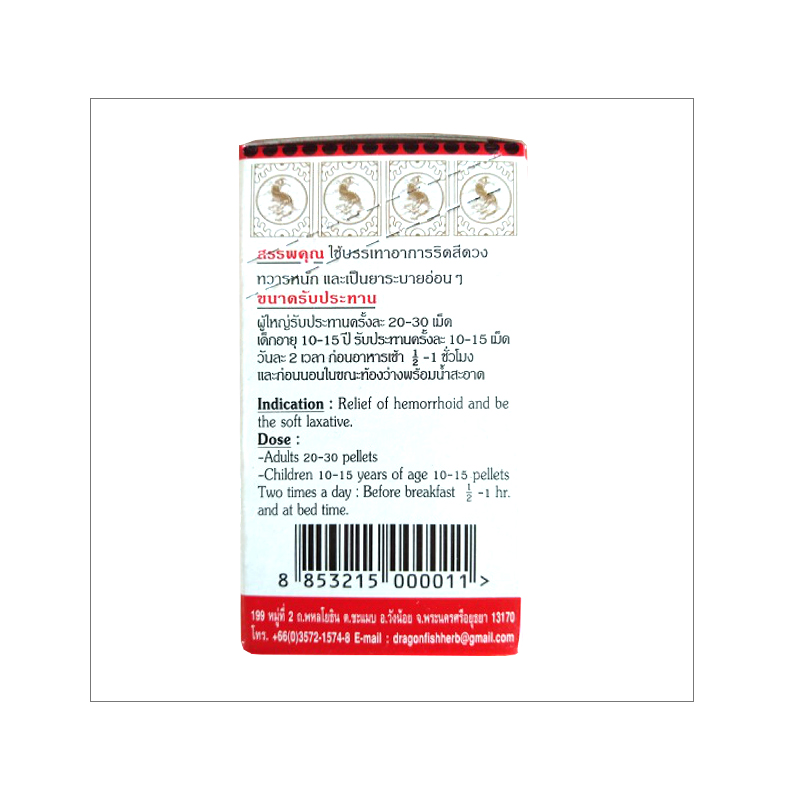 สรรพคุณ ใช้บรรเทาอาการริดสีดวง
ทวารหนัก และเป็นยาระบายอ่อน ๆ
ขนาดรับประทาน
ผู้ใหญ่รับประทานครั้งละ 20-30 เม็ด
เด็กอายุ 10-15 ปี รับประทานครั้งละ 10-15 เม็ด
วันละ 2 เวลา ก่อนอาหารเช้า ½ -1 ชั่วโมง
และก่อนนอนในขณะท้องว่างพร้อมน้ำสะอาด
Indication : Relief of hemorrhoid and be
the soft laxative.
Dose :
-Adults 20-30 pellets
-Children 10-15 years of age 10-15 pellets
Two times a day : Before breakfast ½ -1 hr.
and at bed time.
8 853215 000011 >
199 หมู่ที่ 2 ถ.พหลโยธิน ต.ชะแมบ อ.วังน้อย จ.พระนครศรีอยุธยา 13170
โทร. +66(0)3572-1574-8 E-mail : dragonfishherb@gmail.com